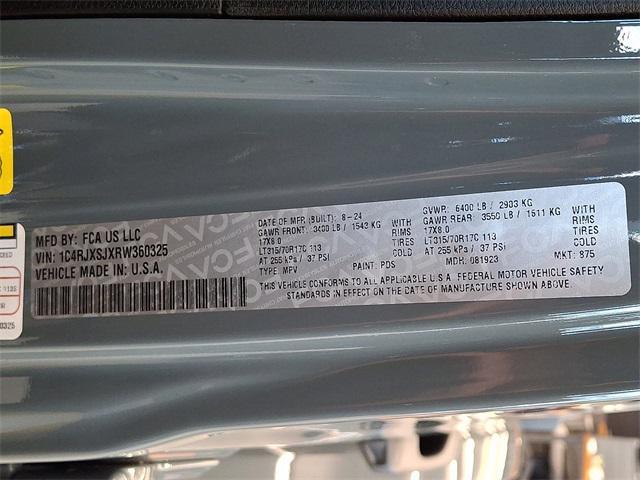 MFD BY: FCA US LLC
VIN: 1C4RJXSJXRW360325
VEHICLE MADE IN: U.S.A.
DATE OF MFR (BUILT): 8-24
GAWR FRONT: 3400 LB / 1543 KG WITH
17X8.0 RIMS
LT315/70R17C 113 TIRES
AT 255 kPa / 37 PSI
TYPE: MPV PAINT: PDS
GVWR: 6400 LB / 2903 KG
GAWR REAR: 3550 LB / 1611 KG WITH
17X8.0 RIMS
LT315/70R17C 113 TIRES
AT 255 kPa / 37 PSI
MDH: 081923 MKT: 875
THIS VEHICLE CONFORMS TO ALL APPLICABLE U.S.A. FEDERAL MOTOR VEHICLE SAFETY
STANDARDS IN EFFECT ON THE DATE OF MANUFACTURE SHOWN ABOVE.